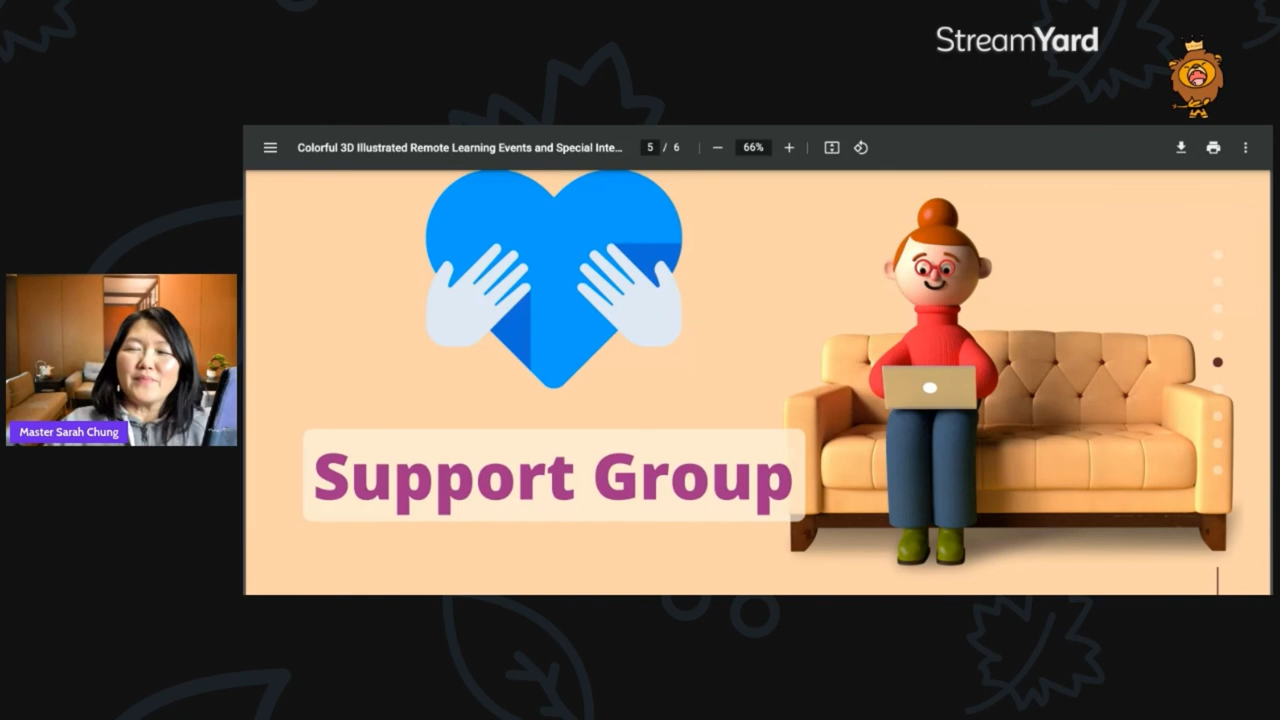 StreamYard
Colorful 3D Illustrated Remote Learning Events and Special Inte... 5 / 6 66%
Master Sarah Chung
Support Group